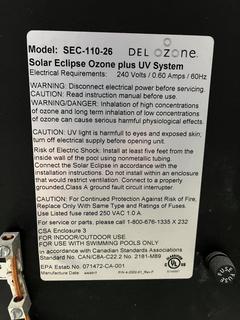 Model: SEC-110-26 DEL OZONE
Solar Eclipse Ozone plus UV System
Electrical Requirements: 240 Volts / 0.60 Amps / 60Hz
WARNING: Disconnect electrical power before servicing.
Read Instruction Manual before use.
WARNING and DANGER: Inhalation of high concentrations
of ozone and long term inhalation of low concentrations
of ozone can cause serious harmful physiological effects.
CAUTION: UV light is harmful to eyes and exposed skin;
turn off electrical supply before opening unit.
Risk of Electric Shock: Install at least five feet from the
inside wall of the pool using nonmetallic tubing.
Connect the Solar Eclipse in accordance with the
installation instructions. Do not install within an enclosure
that would restrict ventilation. Connect to a properly
grounded, Class A ground fault circuit interrupter.
CAUTION: For Continued Protection Against Risk of Fire,
Replace Only With Same Type and Ratings of Fuses.
Use Listed fuse rated 250 VAC 1.0 A.
For service or parts, please call 1-800-676-1335 X 232
CSA Enclosure 3
FOR INDOOR/OUTDOOR USE
FOR USE WITH SWIMMING POOLS ONLY
in accordance with Canadian Standards Associations
Standard No. CAN/CBA-C22.2 No. 2181-M89
EPA Estab No. 071472-CA-001
Manufacture Date: